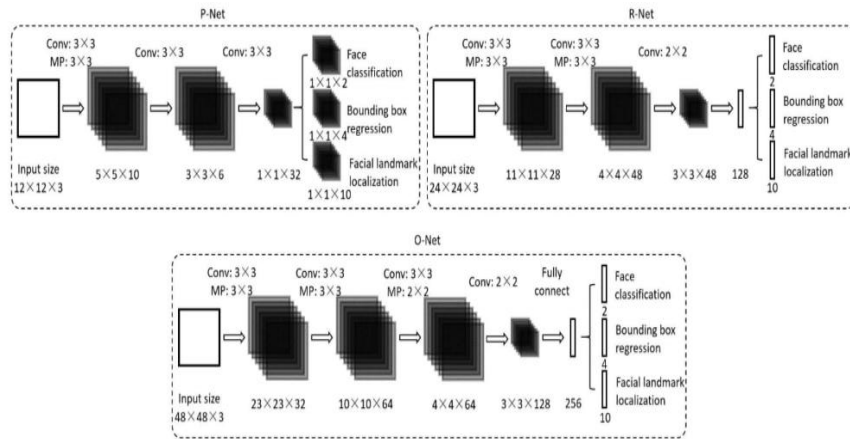 P-Net
Conv: 3×3
MP: 3×3
Conv: 3×3
Conv: 3×3
Face
classification
1×1×2
Bounding box
regression
1×1×4
Facial landmark
localization
1×1×10
Input size
12×12×3
5×5×10
3×3×6
1×1×32
R-Net
Conv: 3×3
MP: 3×3
Conv: 3×3
MP: 3×3
Conv: 2×2
Face
classification
2
Bounding box
regression
4
Facial landmark
localization
10
Input size
24×24×3
11×11×28
4×4×48
3×3×48
128
O-Net
Conv: 3×3
MP: 3×3
Conv: 3×3
MP: 3×3
Conv: 3×3
MP: 2×2
Conv: 2×2
Fully
connect
Face
classification
2
Bounding box
regression
4
Facial landmark
localization
10
Input size
48×48×3
23×23×32
10×10×64
4×4×64
3×3×128
256